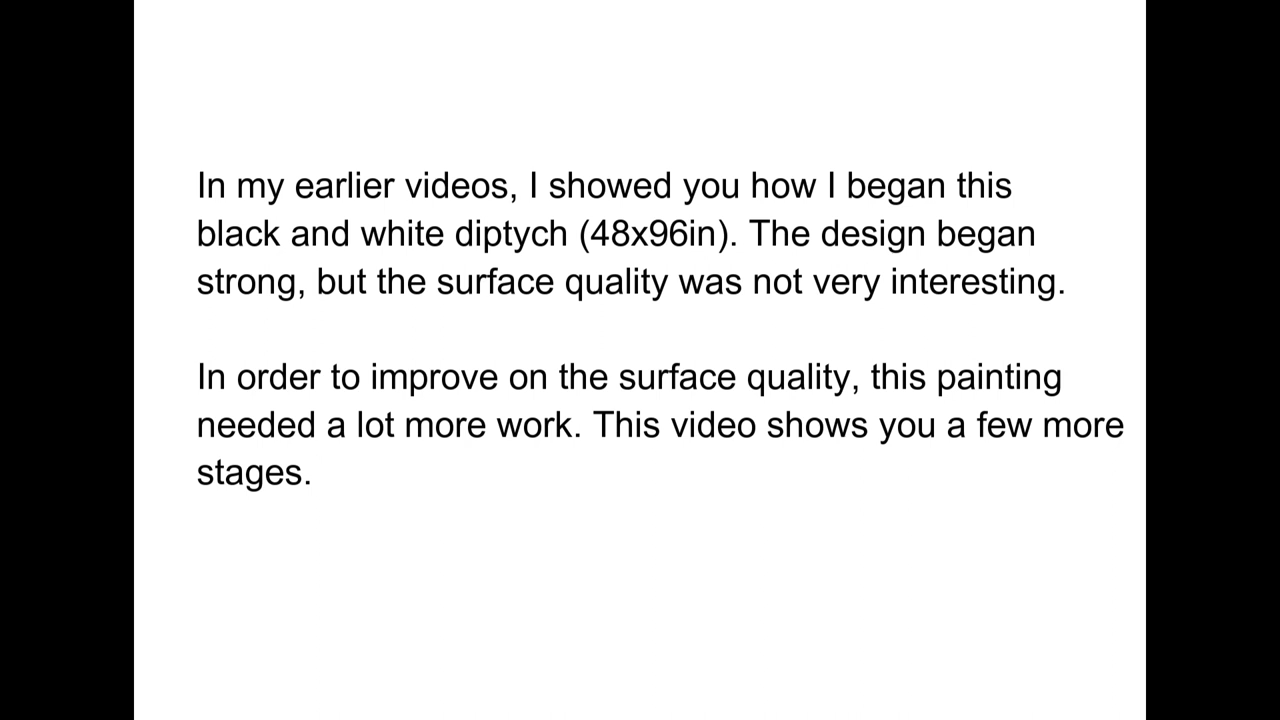 In my earlier videos, I showed you how I began this
black and white diptych (48x96in). The design began
strong, but the surface quality was not very interesting.
In order to improve on the surface quality, this painting
needed a lot more work. This video shows you a few more
stages.